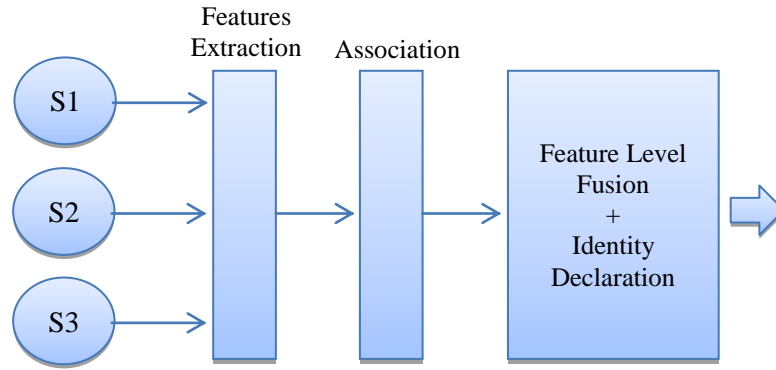 Features
Extraction
Association
S1
S2
S3
Feature Level
Fusion
+
Identity
Declaration